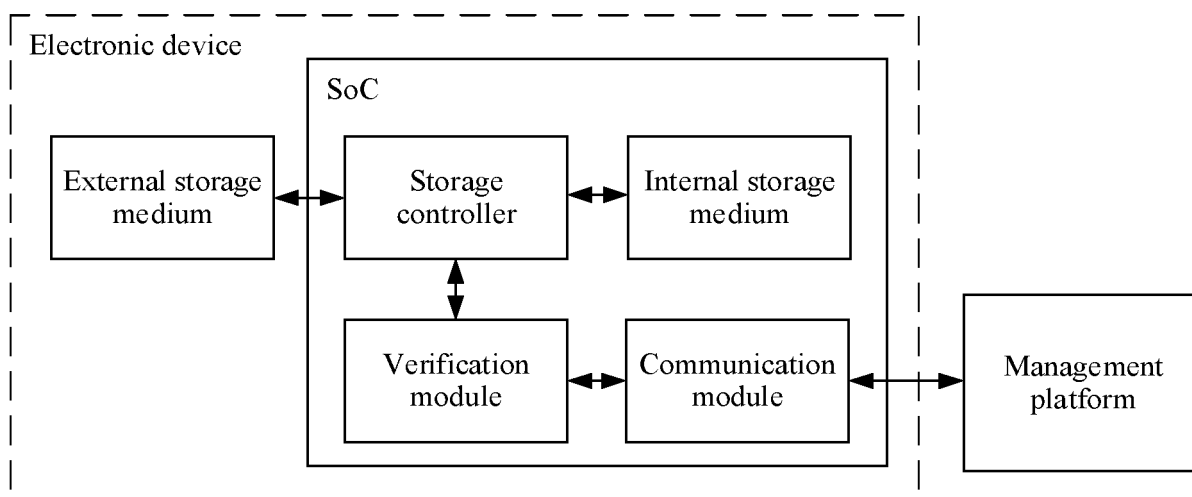 Electronic device
SoC
External storage
medium
Storage
controller
Internal storage
medium
Verification
module
Communication
module
Management
platform